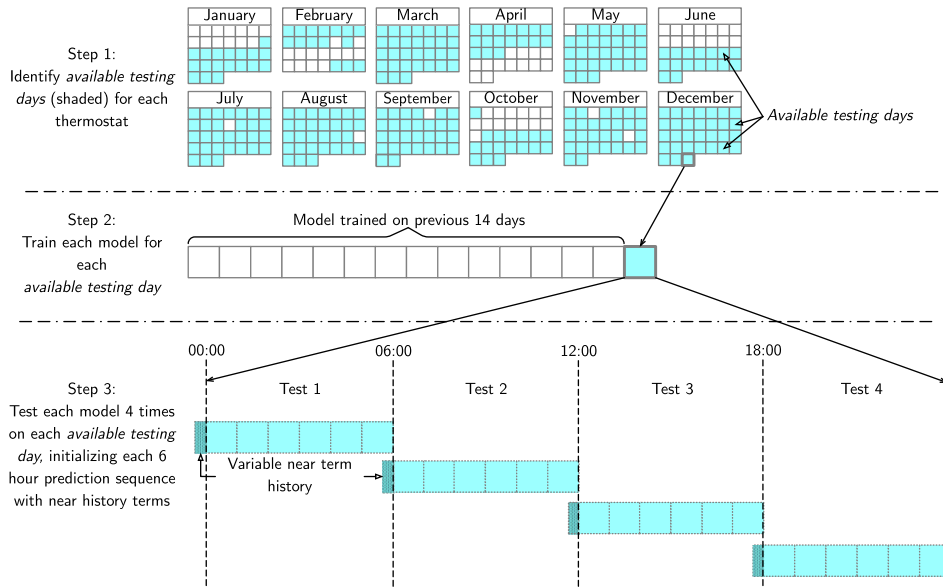 January February March April May June
Step 1:
Identify available testing
days (shaded) for each
thermostat
July August September October November December
Available testing days
Step 2:
Train each model for
each
available testing day
Model trained on previous 14 days
00:00 06:00 12:00 18:00
Step 3:
Test each model 4 times
on each available testing
day, initializing each 6
hour prediction sequence
with near history terms
Test 1 Test 2 Test 3 Test 4
Variable near term
history